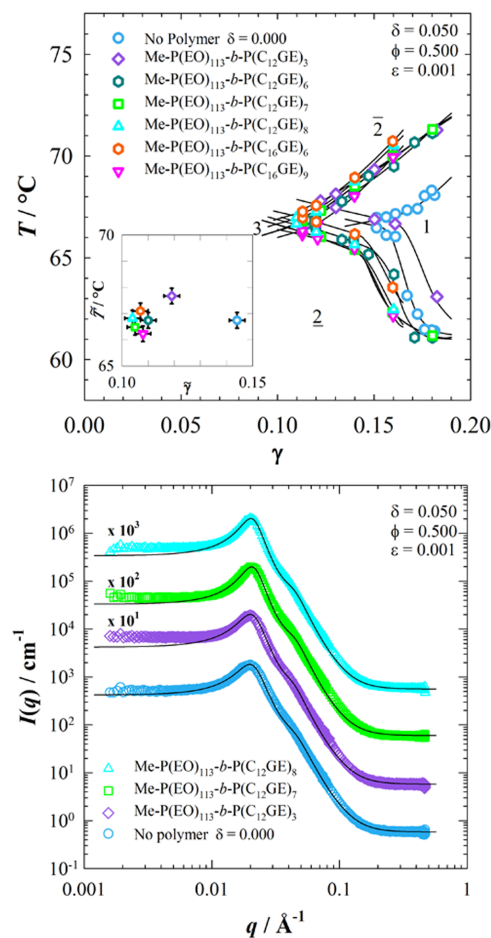 No Polymer δ = 0.000
Me-P(EO)₁₁₃-b-P(C₁₂GE)₃
Me-P(EO)₁₁₃-b-P(C₁₂GE)₆
Me-P(EO)₁₁₃-b-P(C₁₂GE)₇
Me-P(EO)₁₁₃-b-P(C₁₂GE)₈
Me-P(EO)₁₁₃-b-P(C₁₆GE)₆
Me-P(EO)₁₁₃-b-P(C₁₆GE)₉
δ = 0.050
ϕ = 0.500
ε = 0.001
75
70
65
60
T / °C
2̅
1
3
2̲
70
65
T̃ / °C
0.10
0.15
γ̃
0.00
0.05
0.10
0.15
0.20
γ
10⁷
10⁶
10⁵
10⁴
10³
10²
10¹
10⁰
10⁻¹
I(q) / cm⁻¹
δ = 0.050
ϕ = 0.500
ε = 0.001
x 10³
x 10²
x 10¹
Me-P(EO)₁₁₃-b-P(C₁₂GE)₈
Me-P(EO)₁₁₃-b-P(C₁₂GE)₇
Me-P(EO)₁₁₃-b-P(C₁₂GE)₃
No polymer δ = 0.000
0.001
0.01
0.1
1
q / Å⁻¹